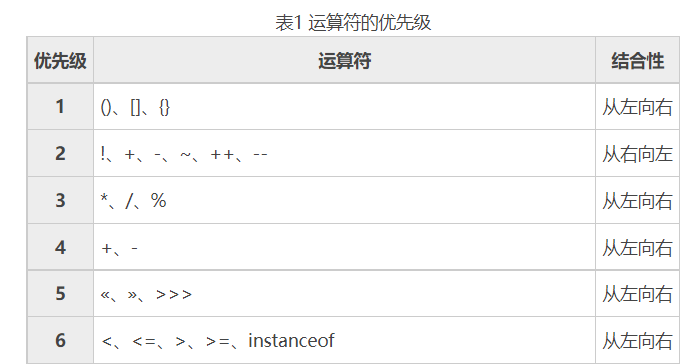 表1 运算符的优先级
优先级 运算符 结合性
1 ()、[]、{} 从左向右
2 !、+、-、~、++、-- 从右向左
3 *、/、% 从左向右
4 +、- 从左向右
5 «、»、>>> 从左向右
6 <、<=、>、>=、instanceof 从左向右